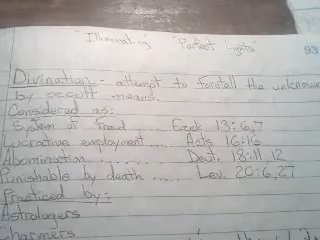 "Illuminating" "Perfect Lights"
93
Divination - attempt to foretell the unknown
by occult means.
Considered as:
System of fraud... Ezek 13:6,7
Lucrative employment.... Acts 16:16
Abomination .......... Deut. 18:11,12
Punishable by death ..... Lev. 20:6,27
Practiced by:
Astrologers
Charmers